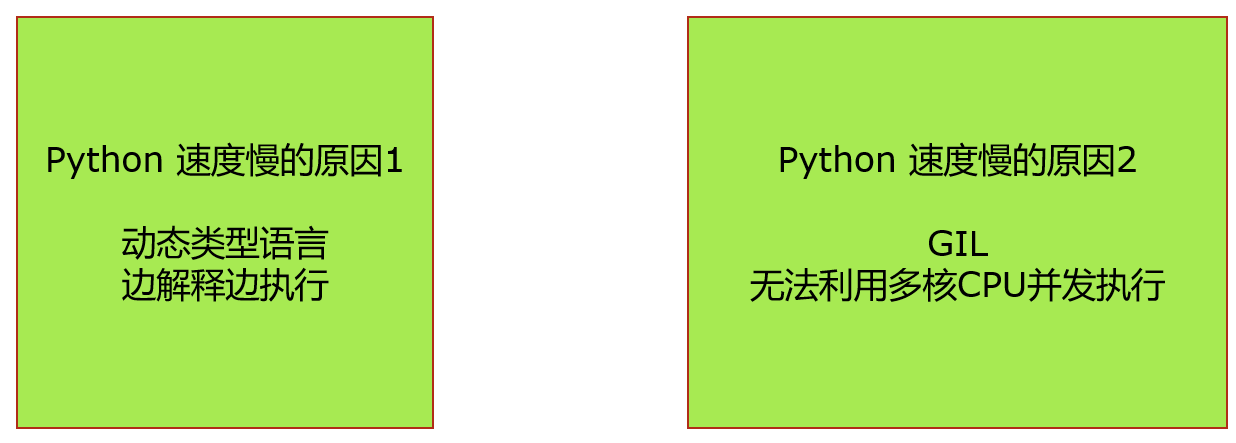 Python 速度慢的原因1
动态类型语言
边解释边执行
Python 速度慢的原因2
GIL
无法利用多核CPU并发执行